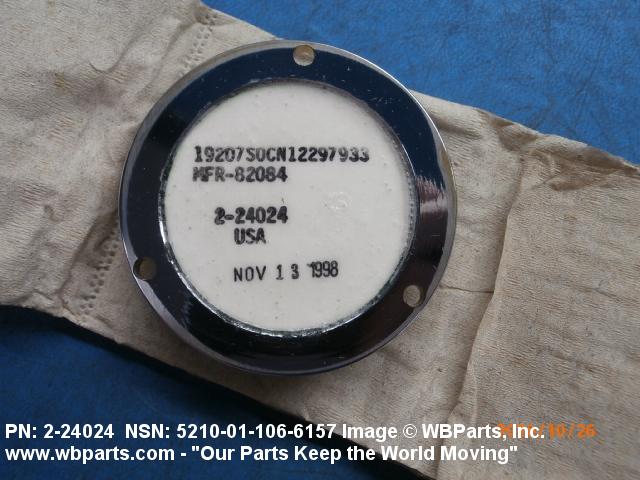 19207SOCN12297933
MFR-82084
2-24024
USA
NOV 13 1998
PN: 2-24024 NSN: 5210-01-106-6157 Image © WBParts, Inc.
www.wbparts.com - "Our Parts Keep the World Moving"